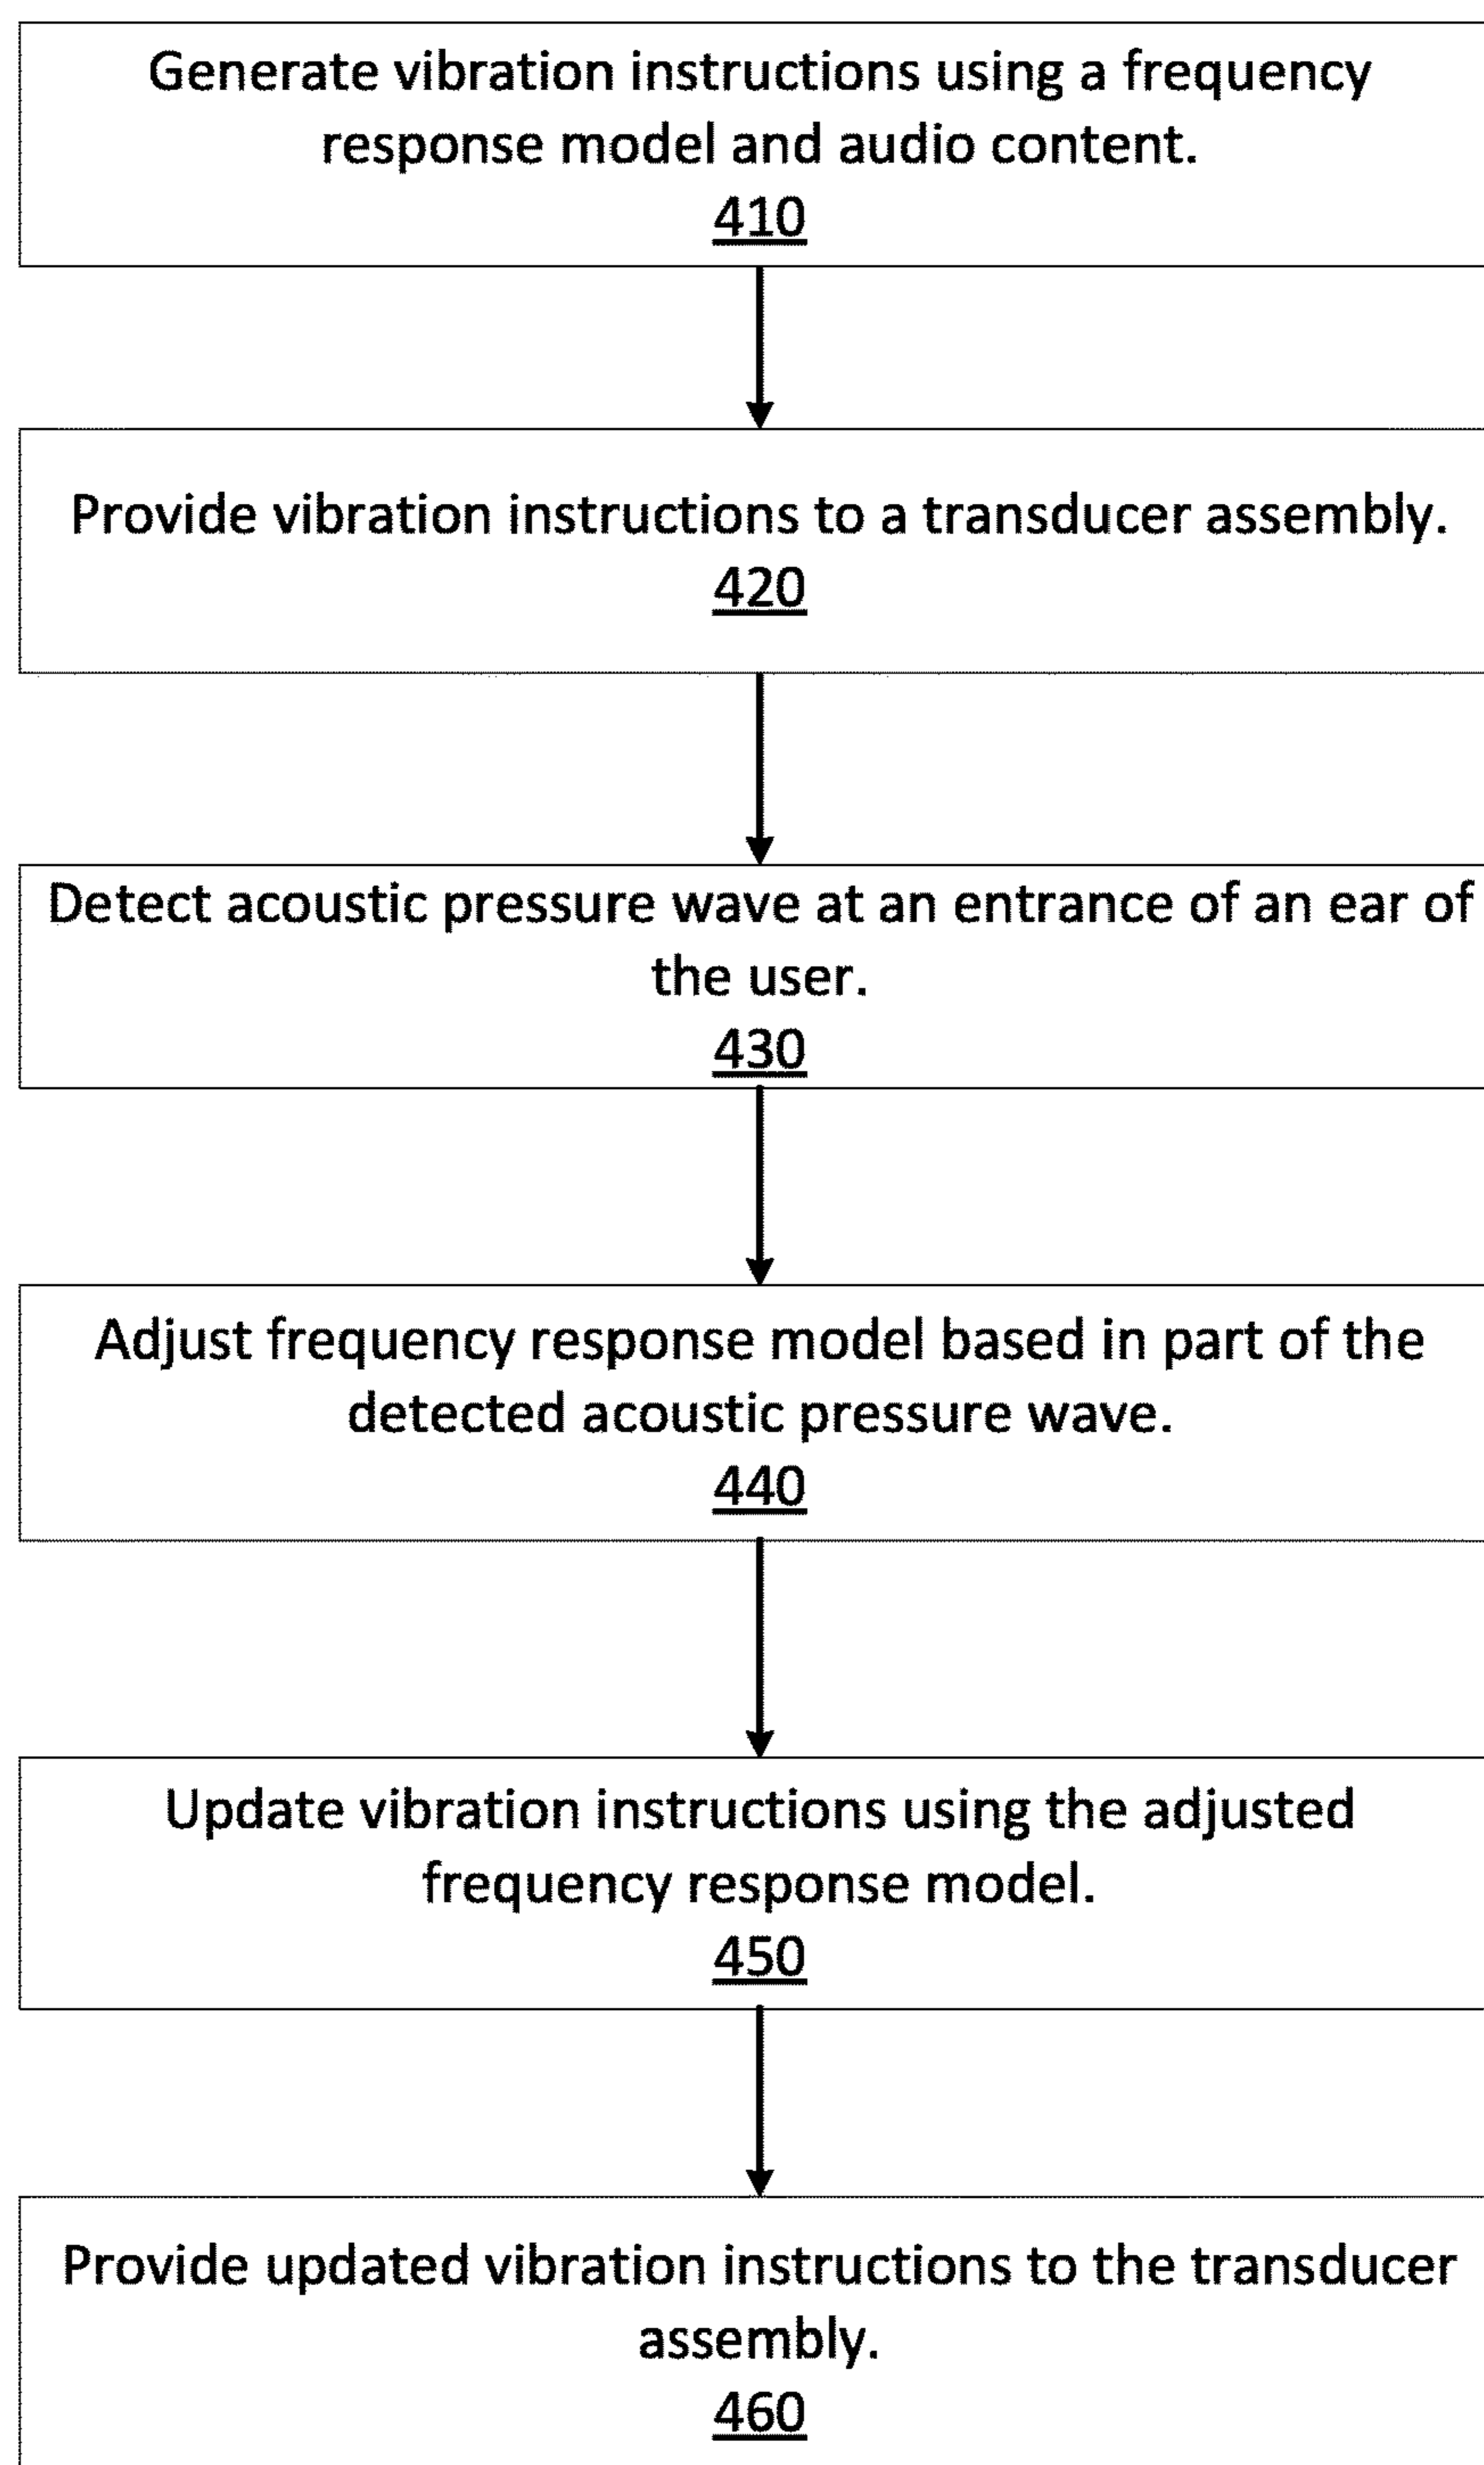 Generate vibration instructions using a frequency
response model and audio content.
410
Provide vibration instructions to a transducer assembly.
420
Detect acoustic pressure wave at an entrance of an ear of
the user.
430
Adjust frequency response model based in part of the
detected acoustic pressure wave.
440
Update vibration instructions using the adjusted
frequency response model.
450
Provide updated vibration instructions to the transducer
assembly.
460